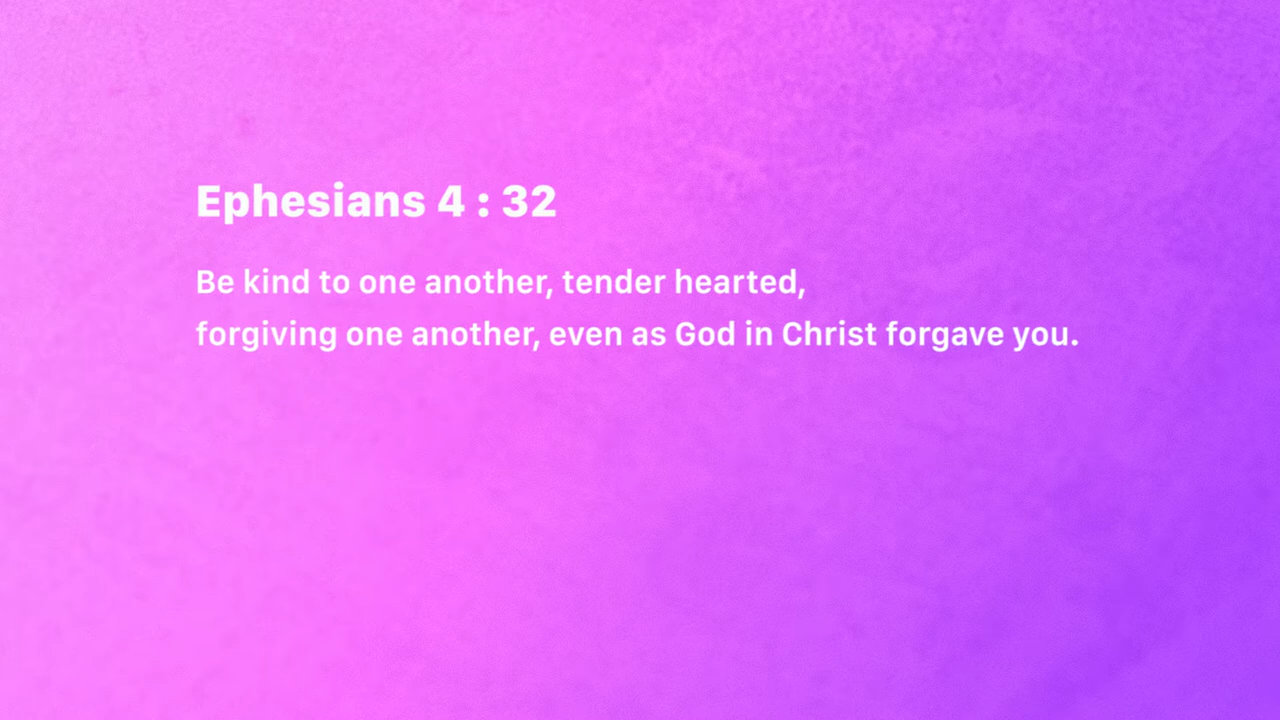 Ephesians 4 : 32
Be kind to one another, tender hearted,
forgiving one another, even as God in Christ forgave you.